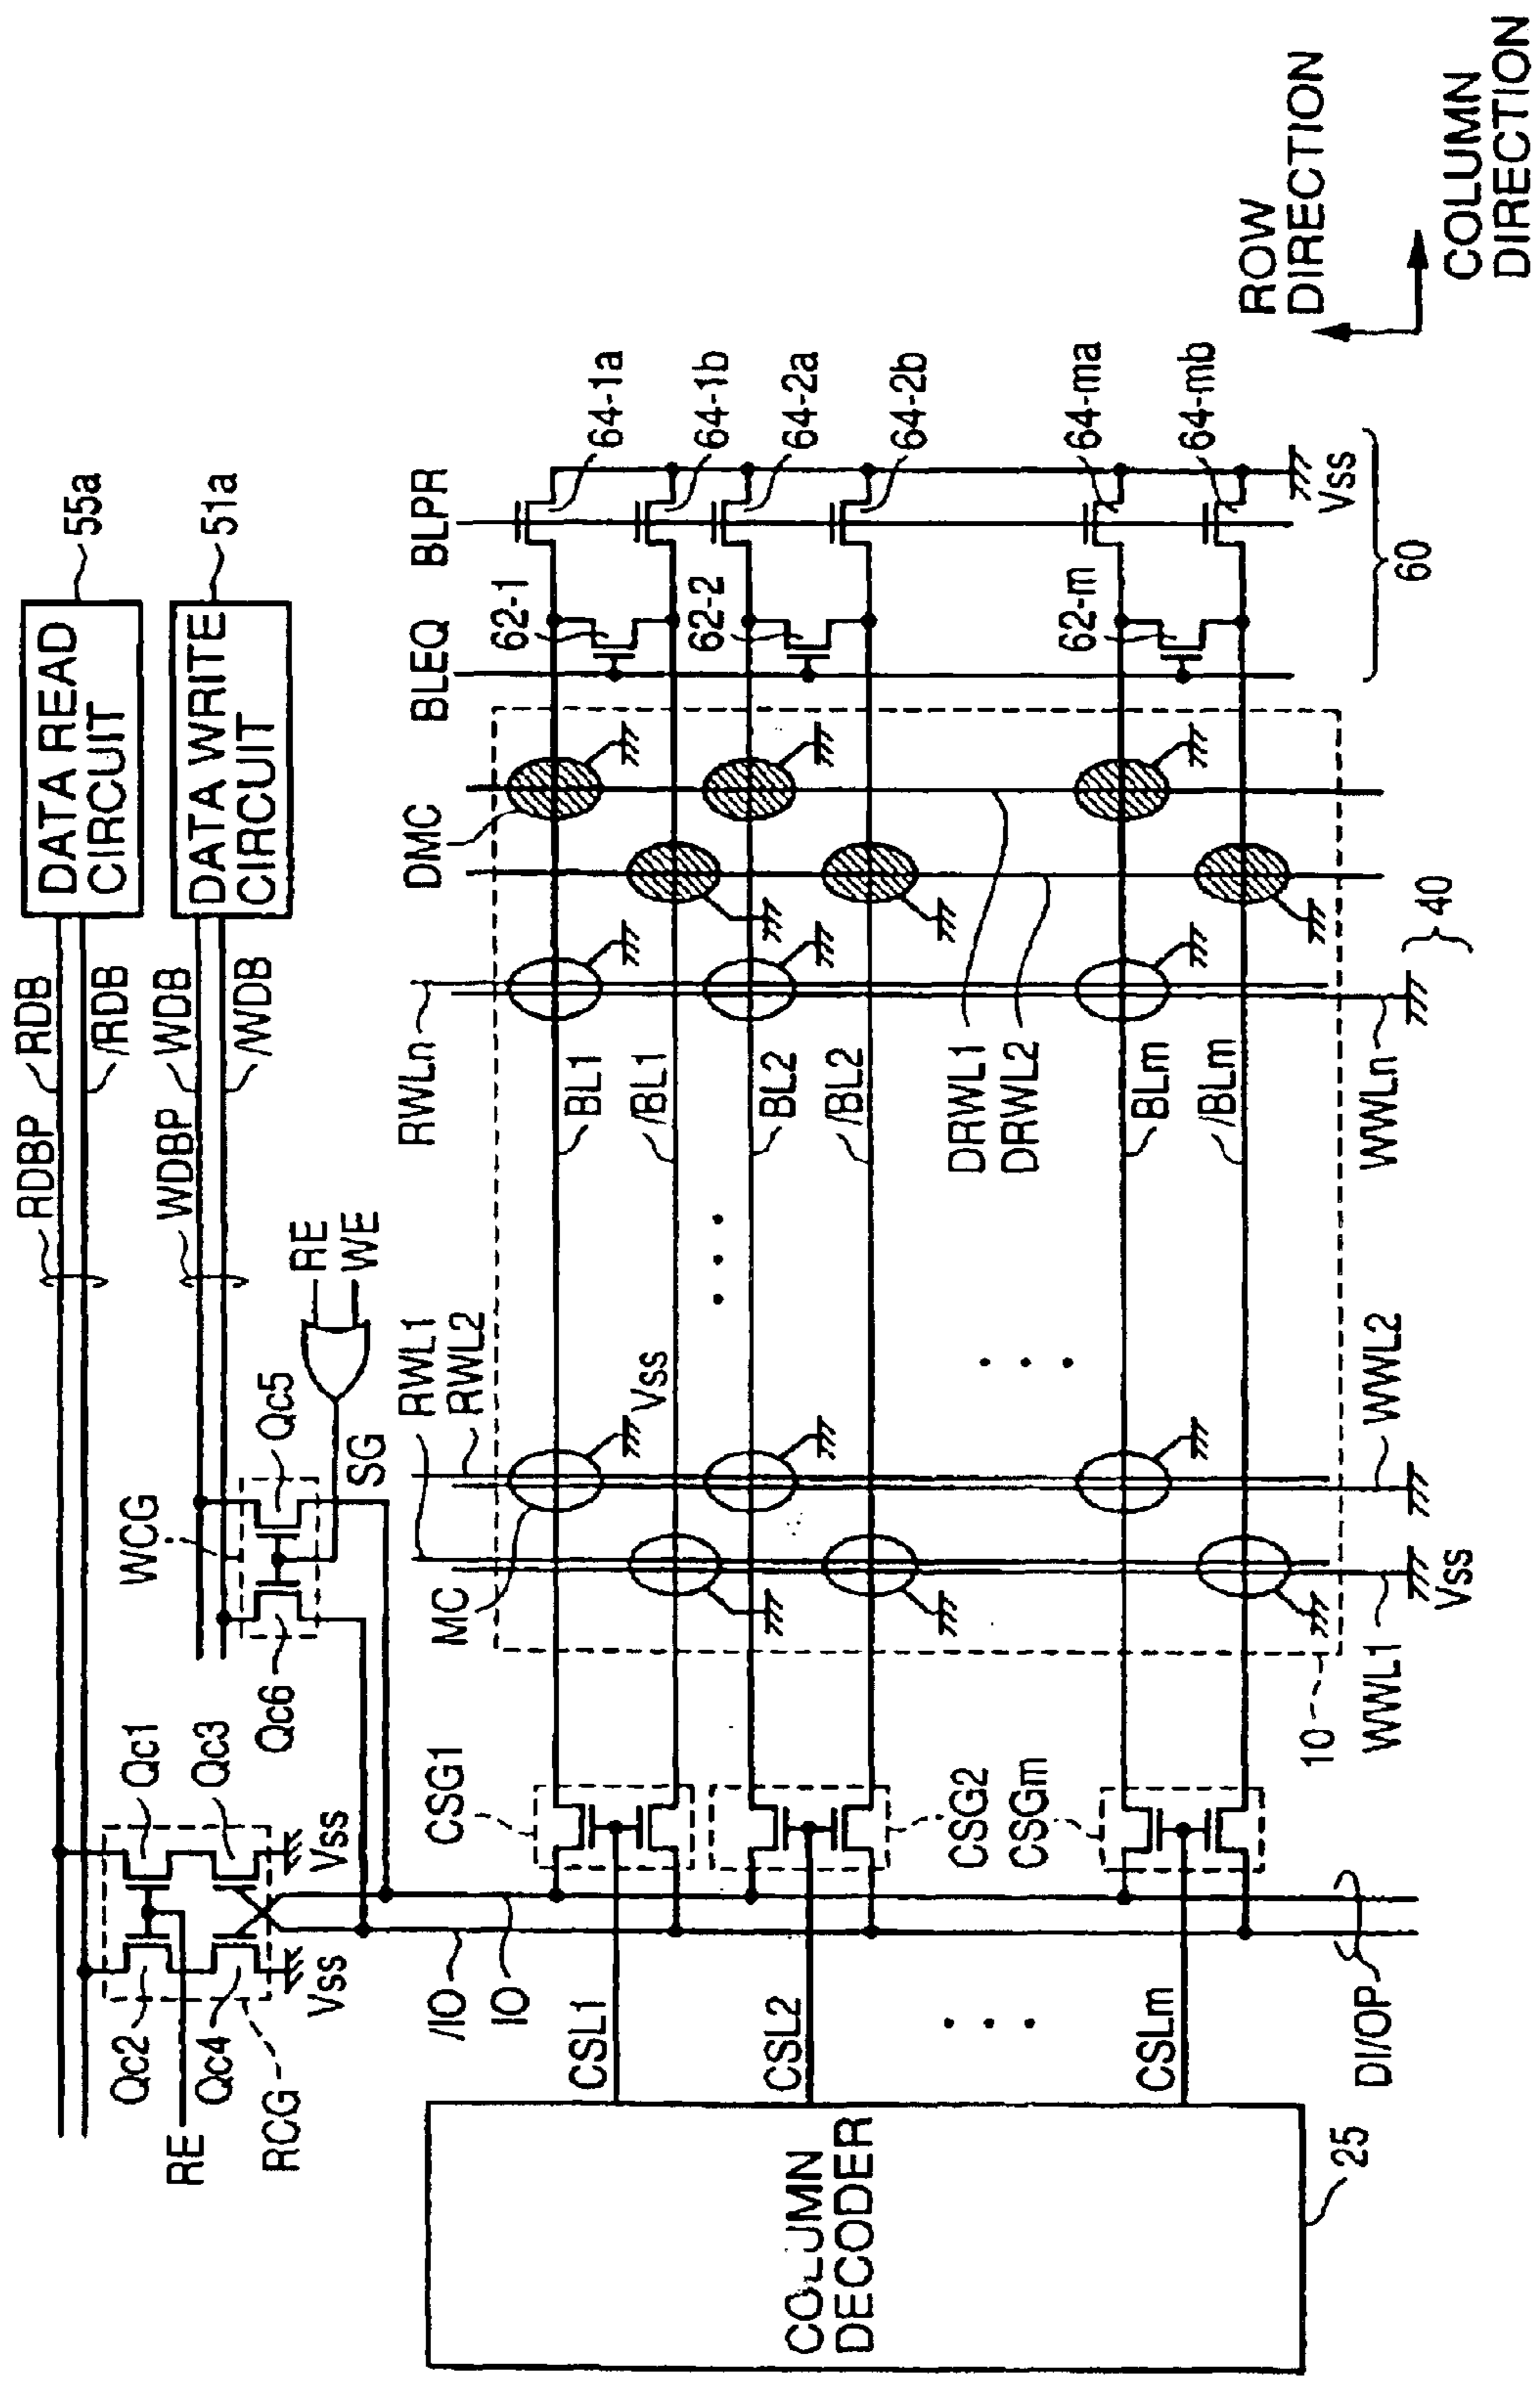 DATA READ
CIRCUIT
55a
DATA WRITE
CIRCUIT
51a
RDBP
RDB
/RDB
WDBP
WDB
/WDB
RE
WE
SG
WCG
Qc5
Qc6
Qc1
Qc3
Vss
Qc2
Qc4
Vss
RE
RCG
/IO
IO
CSG1
CSG2
CSGm
CSL1
CSL2
CSLm
DI/OP
COLUMN
DECODER
25
MC
RWL1
RWL2
Vss
RWLn
DMC
BLEQ
BLPR
62-1
62-2
62-m
64-1a
64-1b
64-2a
64-2b
64-ma
64-mb
Vss
60
BL1
/BL1
BL2
/BL2
BLm
/BLm
DRWL1
DRWL2
10
WWL1
Vss
WWL2
WWLn
40
ROW
DIRECTION
COLUMN
DIRECTION